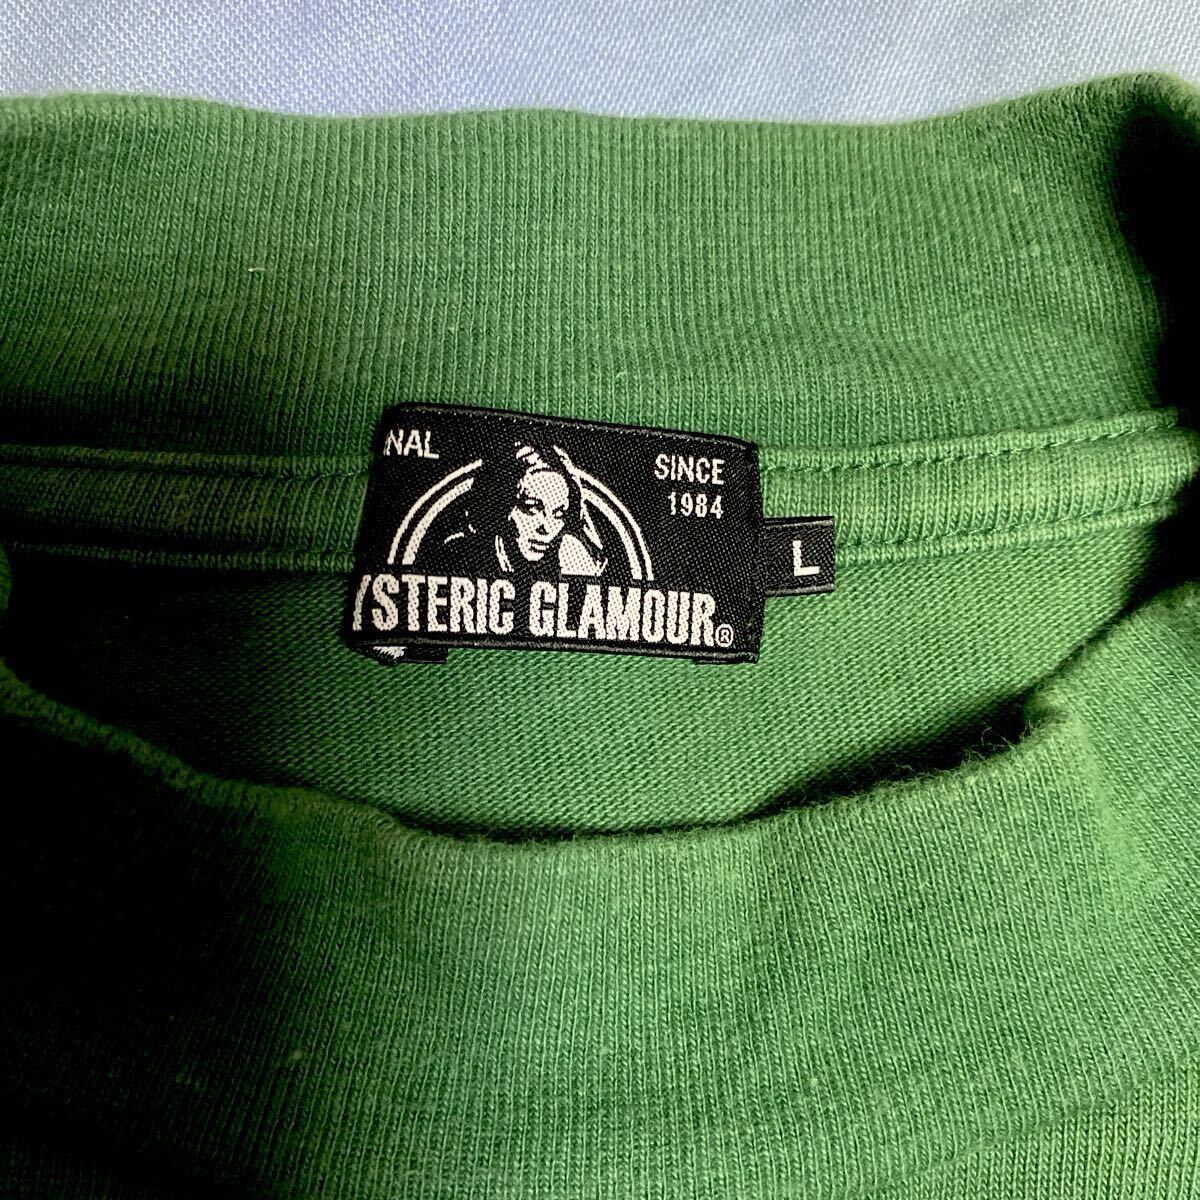 NAL
SINCE
1984
YSTERIC GLAMOUR®
L